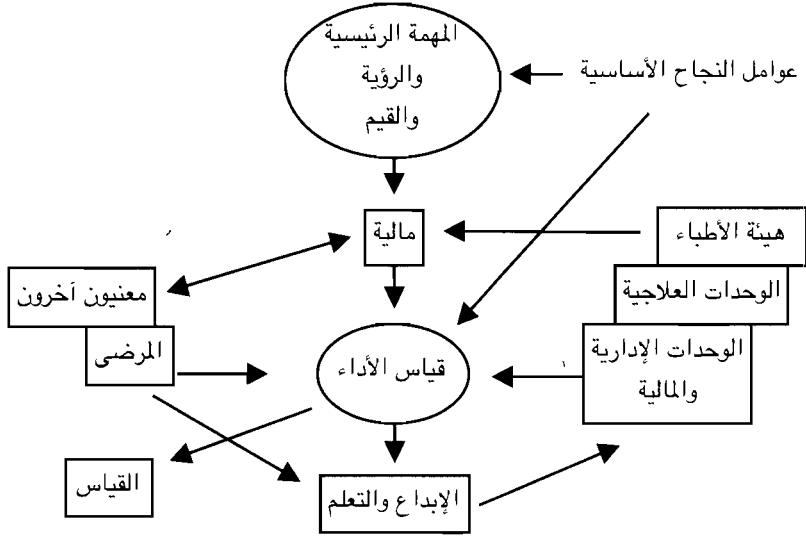 المهمة الرئيسية
والرؤية
والقيم
عوامل النجاح الأساسية
مالية
هيئة الأطباء
معنيون آخرون
الوحدات العلاجية
المرضى
قياس الأداء
الوحدات الإدارية
والمالية
القياس
الإبداع والتعلم